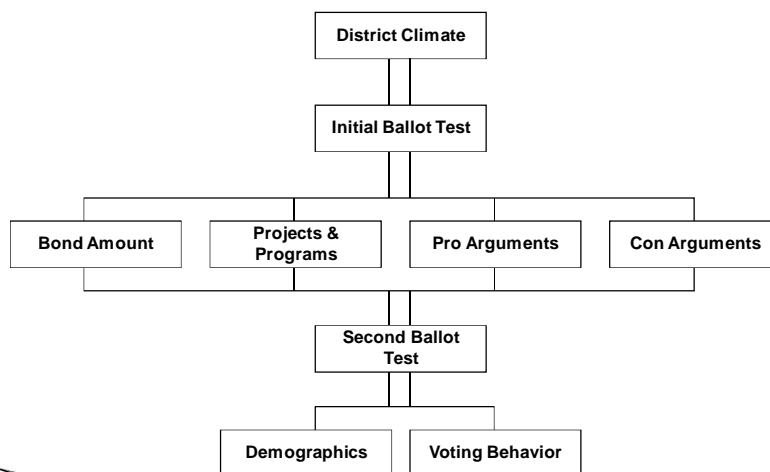 District Climate
Initial Ballot Test
Bond Amount
Projects &
Programs
Pro Arguments
Con Arguments
Second Ballot
Test
Demographics
Voting Behavior